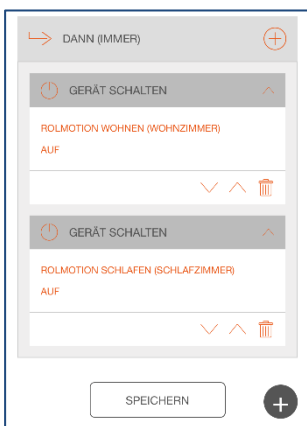 DANN (IMMER)
GERÄT SCHALTEN
ROLMOTION WOHNEN (WOHNZIMMER)
AUF
GERÄT SCHALTEN
ROLMOTION SCHLAFEN (SCHLAFZIMMER)
AUF
SPEICHERN